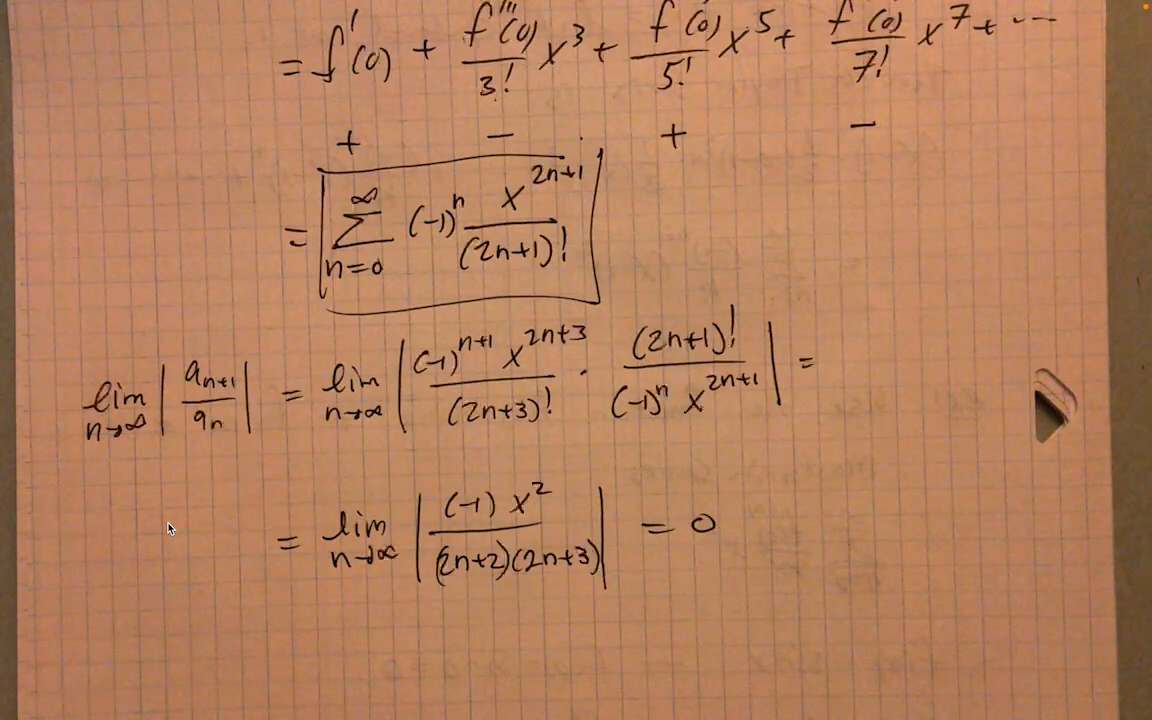 = f'(0) + f'''(0)/3! x^3 + f(0)/5! x^5 + f(0)/7! x^7 + ...
+ − + −
= ∑_{n=0}^{∞} (-1)^n x^{2n+1}/(2n+1)!
lim_{n→∞} |a_{n+1}/a_n| = lim_{n→∞} |(-1)^{n+1} x^{2n+3}/(2n+3)! · (2n+1)!/((-1)^n x^{2n+1})| =
= lim_{n→∞} |(-1) x^2/((2n+2)(2n+3))| = 0